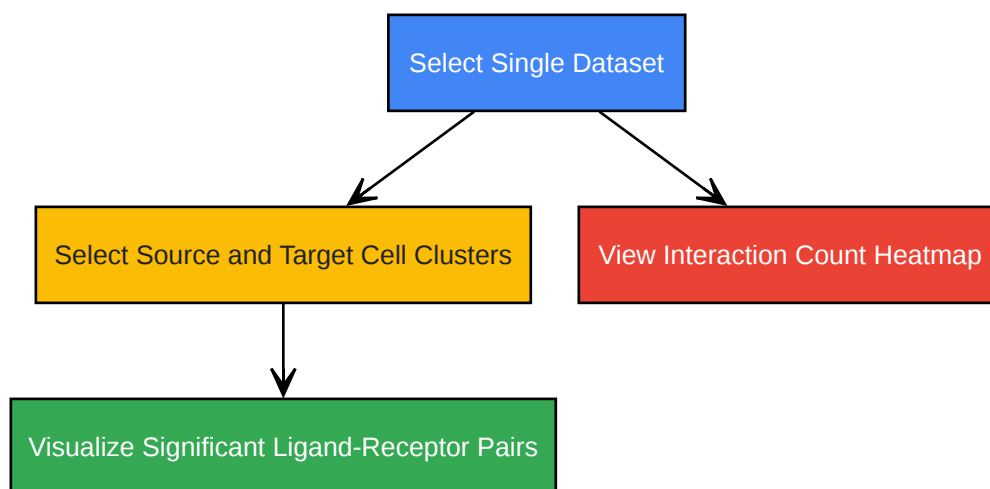 Select Single Dataset
Select Source and Target Cell Clusters
View Interaction Count Heatmap
Visualize Significant Ligand-Receptor Pairs